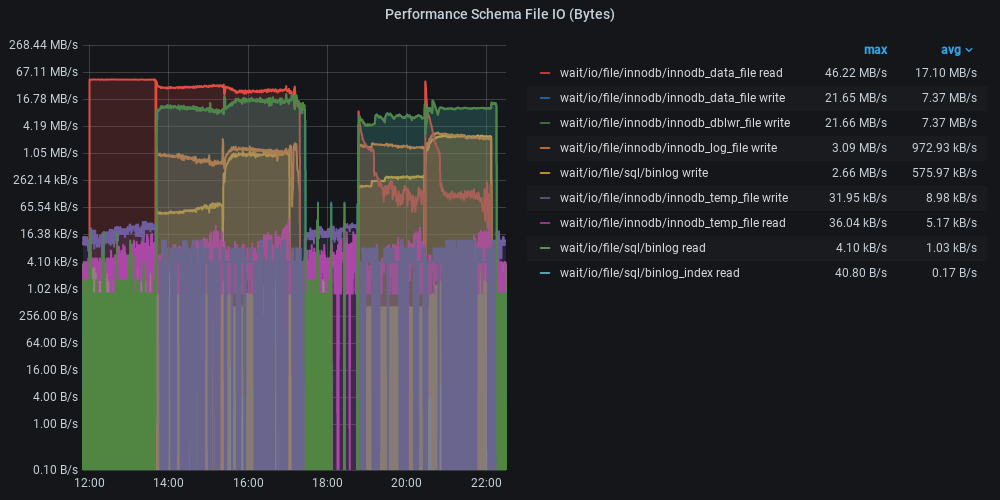 Performance Schema File IO (Bytes)
268.44 MB/s
67.11 MB/s
16.78 MB/s
4.19 MB/s
1.05 MB/s
262.14 kB/s
65.54 kB/s
16.38 kB/s
4.10 kB/s
1.02 kB/s
256.00 B/s
64.00 B/s
16.00 B/s
4.00 B/s
1.00 B/s
0.10 B/s
12:00 14:00 16:00 18:00 20:00 22:00
max avg
wait/io/file/innodb/innodb_data_file read 46.22 MB/s 17.10 MB/s
wait/io/file/innodb/innodb_data_file write 21.65 MB/s 7.37 MB/s
wait/io/file/innodb/innodb_dblwr_file write 21.66 MB/s 7.37 MB/s
wait/io/file/innodb/innodb_log_file write 3.09 MB/s 972.93 kB/s
wait/io/file/sql/binlog write 2.66 MB/s 575.97 kB/s
wait/io/file/innodb/innodb_temp_file write 31.95 kB/s 8.98 kB/s
wait/io/file/innodb/innodb_temp_file read 36.04 kB/s 5.17 kB/s
wait/io/file/sql/binlog read 4.10 kB/s 1.03 kB/s
wait/io/file/sql/binlog_index read 40.80 B/s 0.17 B/s